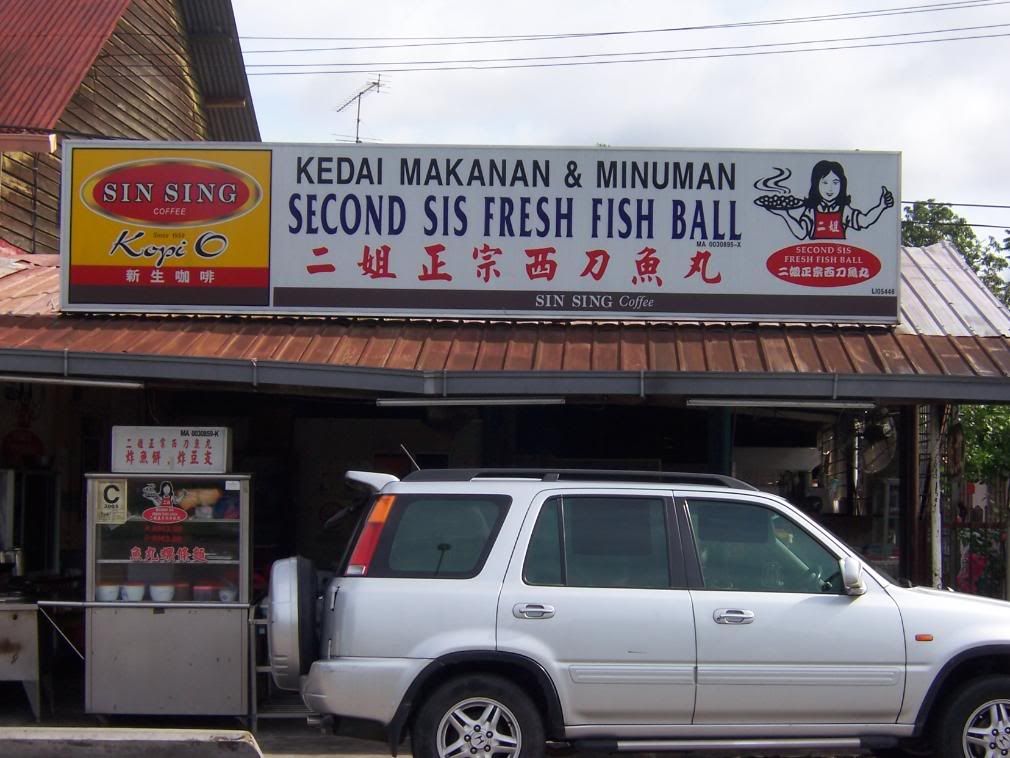 SIN SING
COFFEE
Since 1959
Kopi O
新生咖啡
KEDAI MAKANAN & MINUMAN
SECOND SIS FRESH FISH BALL
MA 0030895-X
二姐正宗西刀魚丸
SIN SING Coffee
二姐
SECOND SIS
FRESH FISH BALL
二姐正宗西刀魚丸
LI05446
二姐正宗西刀魚丸
炸魚餅、炸豆支
C
魚丸粿條麵